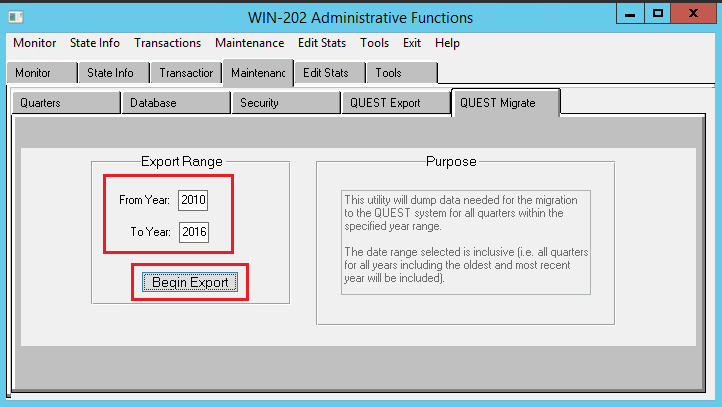 WIN-202 Administrative Functions
Monitor State Info Transactions Maintenance Edit Stats Tools Exit Help
Monitor State Info Transaction Maintenanc Edit Stats Tools
Quarters Database Security QUEST Export QUEST Migrate
Export Range
From Year: 2010
To Year: 2016
Begin Export
Purpose
This utility will dump data needed for the migration
to the QUEST system for all quarters within the
specified year range.
The date range selected is inclusive (i.e. all quarters
for all years including the oldest and most recent
year will be included).